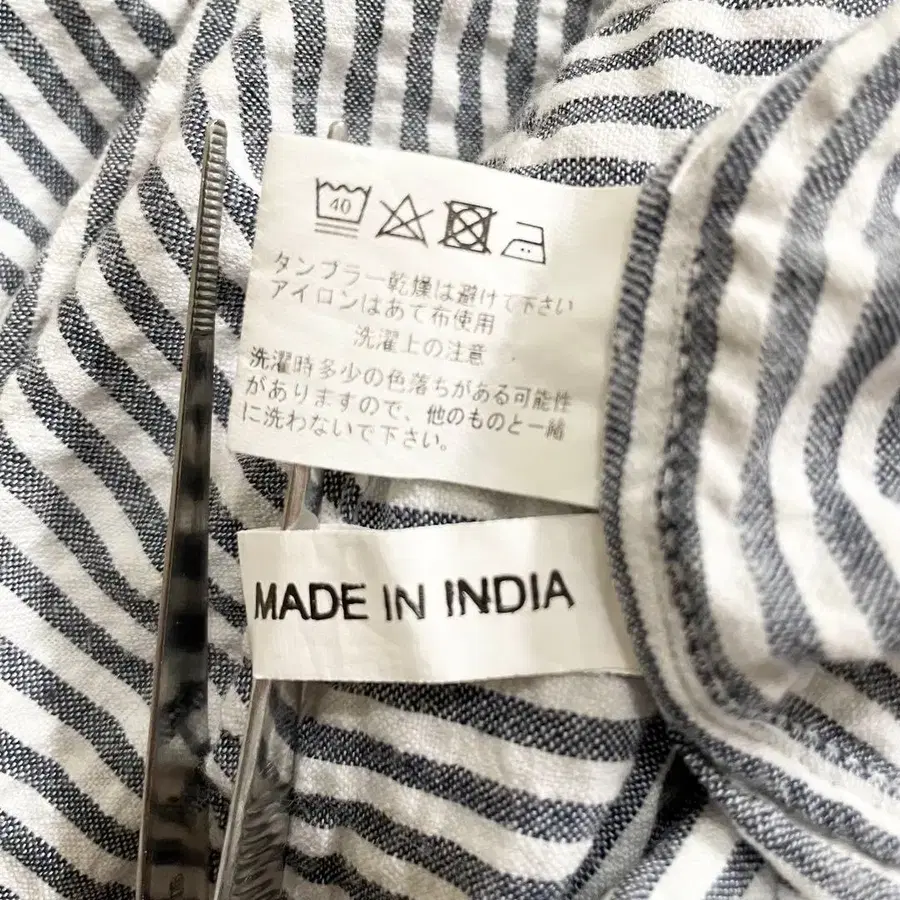 40
タンブラー乾燥は避けて下さい
アイロンはあて布使用
洗濯上の注意
洗濯時多少の色落ちがある可能性
がありますので、他のものと一緒
に洗わないで下さい。
MADE IN INDIA